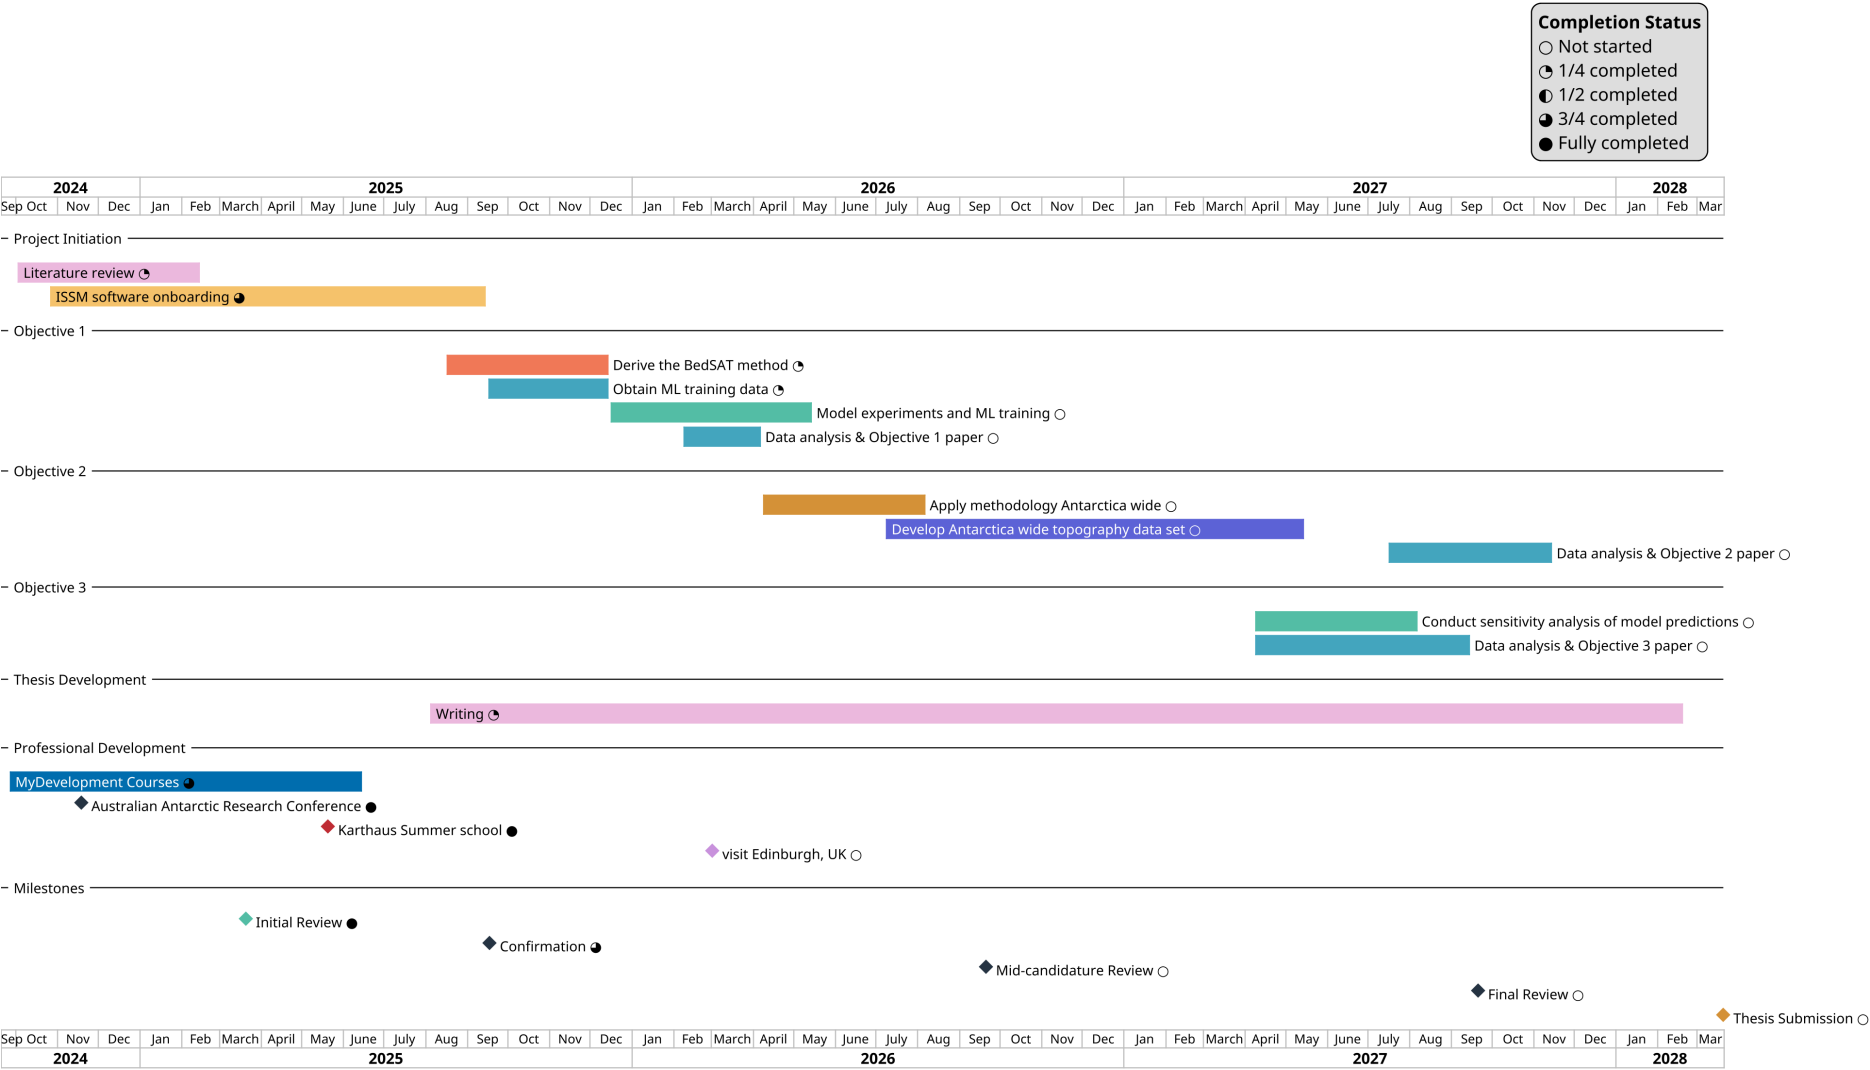 Completion Status
○ Not started
◔ 1/4 completed
◐ 1/2 completed
◕ 3/4 completed
● Fully completed
2024 2025 2026 2027 2028
Sep Oct Nov Dec Jan Feb March April May June July Aug Sep Oct Nov Dec Jan Feb March April May June July Aug Sep Oct Nov Dec Jan Feb March April May June July Aug Sep Oct Nov Dec Jan Feb Mar
Project Initiation
Literature review ◔
ISSM software onboarding ◕
Objective 1
Derive the BedSAT method ◔
Obtain ML training data ◔
Model experiments and ML training ○
Data analysis & Objective 1 paper ○
Objective 2
Apply methodology Antarctica wide ○
Develop Antarctica wide topography data set ○
Data analysis & Objective 2 paper ○
Objective 3
Conduct sensitivity analysis of model predictions ○
Data analysis & Objective 3 paper ○
Thesis Development
Writing ◔
Professional Development
MyDevelopment Courses ◕
Australian Antarctic Research Conference ●
Karthaus Summer school ●
visit Edinburgh, UK ○
Milestones
Initial Review ●
Confirmation ◕
Mid-candidature Review ○
Final Review ○
Thesis Submission ○
Sep Oct Nov Dec Jan Feb March April May June July Aug Sep Oct Nov Dec Jan Feb March April May June July Aug Sep Oct Nov Dec Jan Feb March April May June July Aug Sep Oct Nov Dec Jan Feb Mar
2024 2025 2026 2027 2028